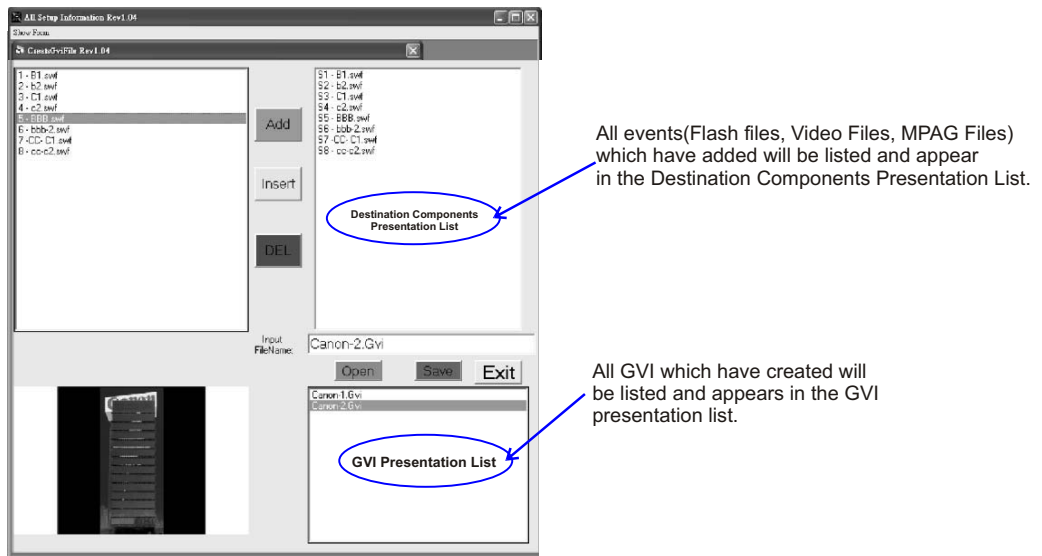 All Setup Information Rev1.04
Show Form
CreateGviFile Rev1.04
1 - B1.swf
2 - b2.swf
3 - C1.swf
4 - c2.swf
5 - BBB.swf
6 - bbb-2.swf
7 -CC- C1.swf
8 - cc-c2.swf
Add
Insert
DEL
S1 - B1.swf
S2 - b2.swf
S3 - C1.swf
S4 - c2.swf
S5 - BBB.swf
S6 - bbb-2.swf
S7 -CC- C1.swf
S8 - cc-c2.swf
Destination Components
Presentation List
All events(Flash files, Video Files, MPAG Files)
which have added will be listed and appear
in the Destination Components Presentation List.
Input
FileName:
Canon-2.Gvi
Open
Save
Exit
Canon-1.Gvi
Canon-2.Gvi
GVI Presentation List
All GVI which have created will
be listed and appears in the GVI
presentation list.